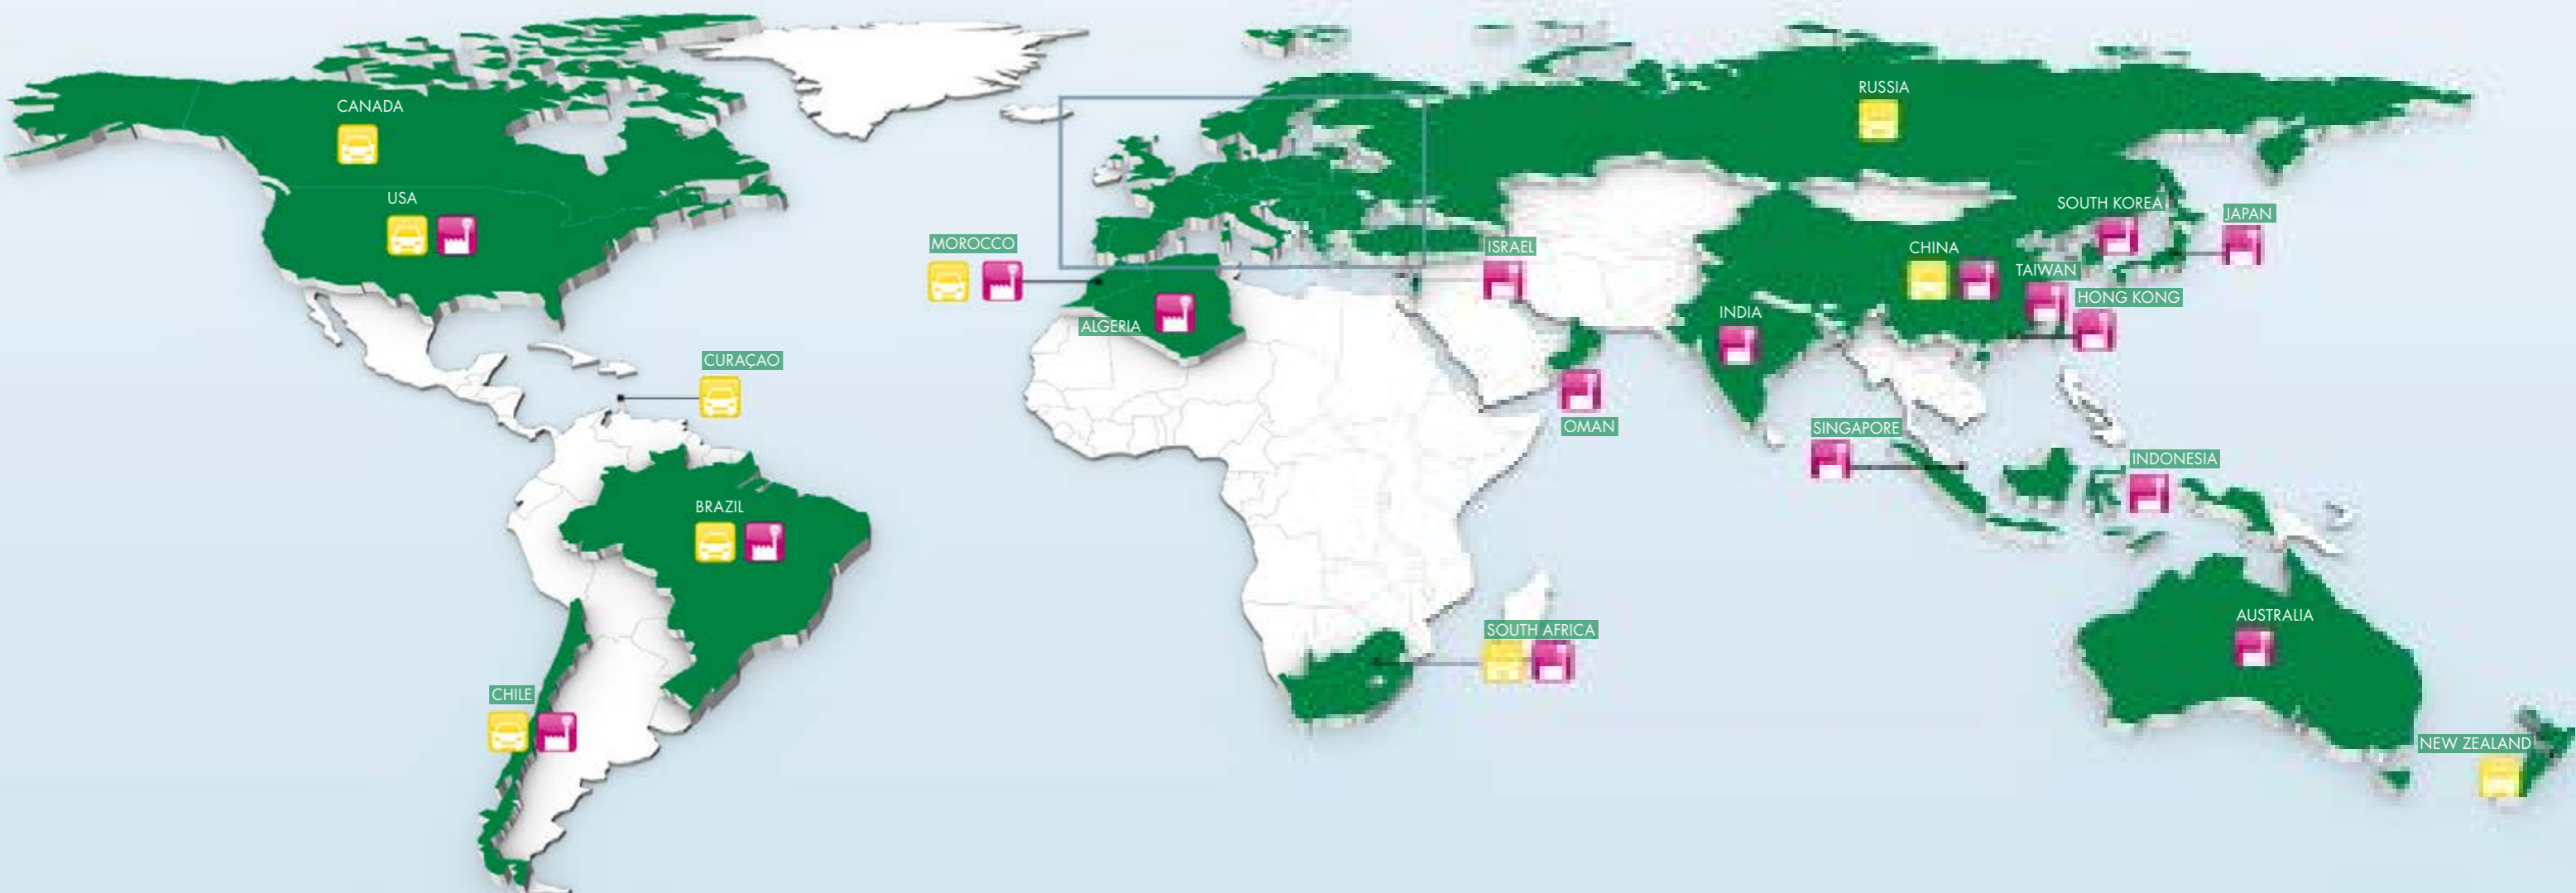 CANADA
RUSSIA
USA
SOUTH KOREA
JAPAN
MOROCCO
ISRAEL
CHINA
TAIWAN
HONG KONG
INDIA
ALGERIA
CURAÇAO
OMAN
SINGAPORE
INDONESIA
BRAZIL
AUSTRALIA
SOUTH AFRICA
CHILE
NEW ZEALAND